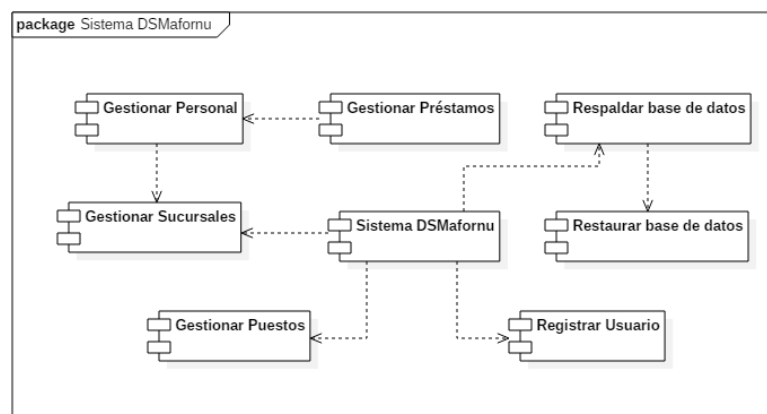 package Sistema DSMafornu
Gestionar Personal
Gestionar Préstamos
Respaldar base de datos
Gestionar Sucursales
Sistema DSMafornu
Restaurar base de datos
Gestionar Puestos
Registrar Usuario